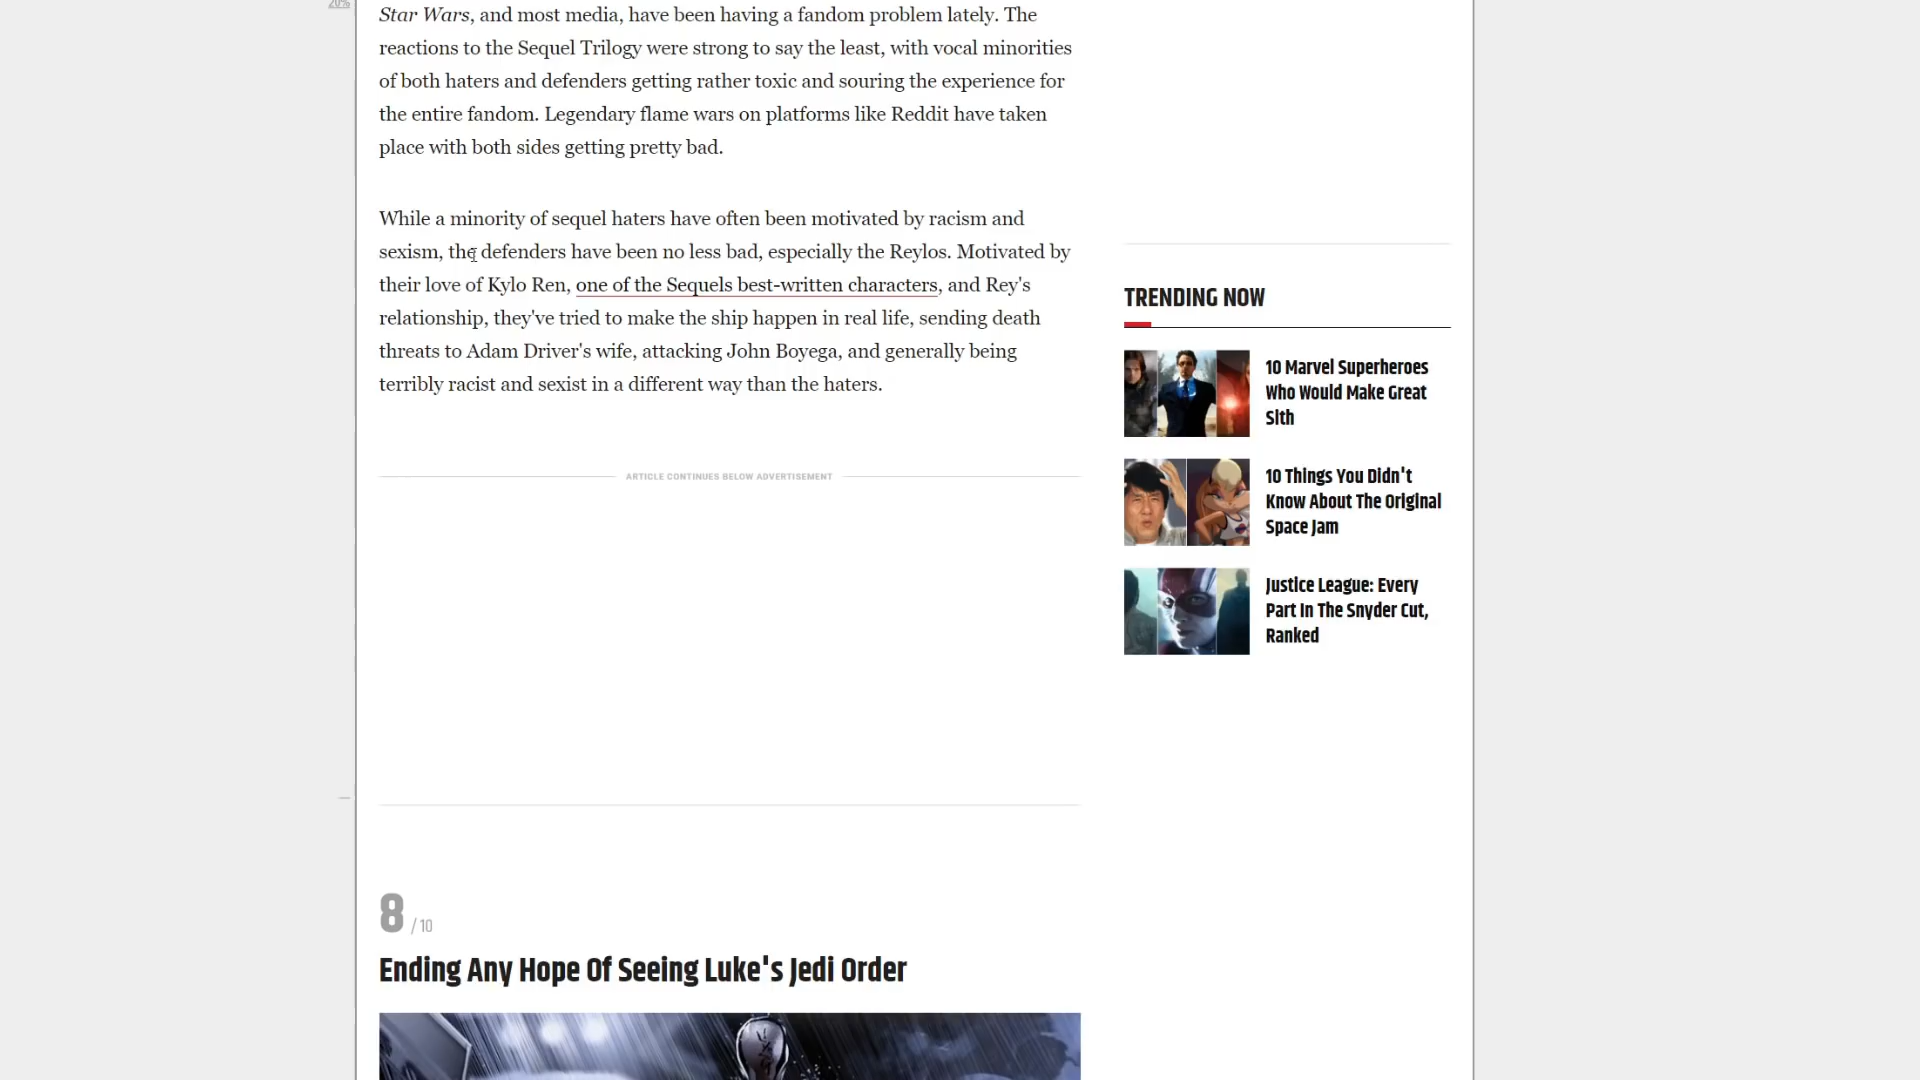 20%
Star Wars, and most media, have been having a fandom problem lately. The
reactions to the Sequel Trilogy were strong to say the least, with vocal minorities
of both haters and defenders getting rather toxic and souring the experience for
the entire fandom. Legendary flame wars on platforms like Reddit have taken
place with both sides getting pretty bad.
While a minority of sequel haters have often been motivated by racism and
sexism, the defenders have been no less bad, especially the Reylos. Motivated by
their love of Kylo Ren, one of the Sequels best-written characters, and Rey's
relationship, they've tried to make the ship happen in real life, sending death
threats to Adam Driver's wife, attacking John Boyega, and generally being
terribly racist and sexist in a different way than the haters.
ARTICLE CONTINUES BELOW ADVERTISEMENT
8 / 10
Ending Any Hope Of Seeing Luke's Jedi Order
TRENDING NOW
10 Marvel Superheroes
Who Would Make Great
Sith
10 Things You Didn't
Know About The Original
Space Jam
Justice League: Every
Part In The Snyder Cut,
Ranked